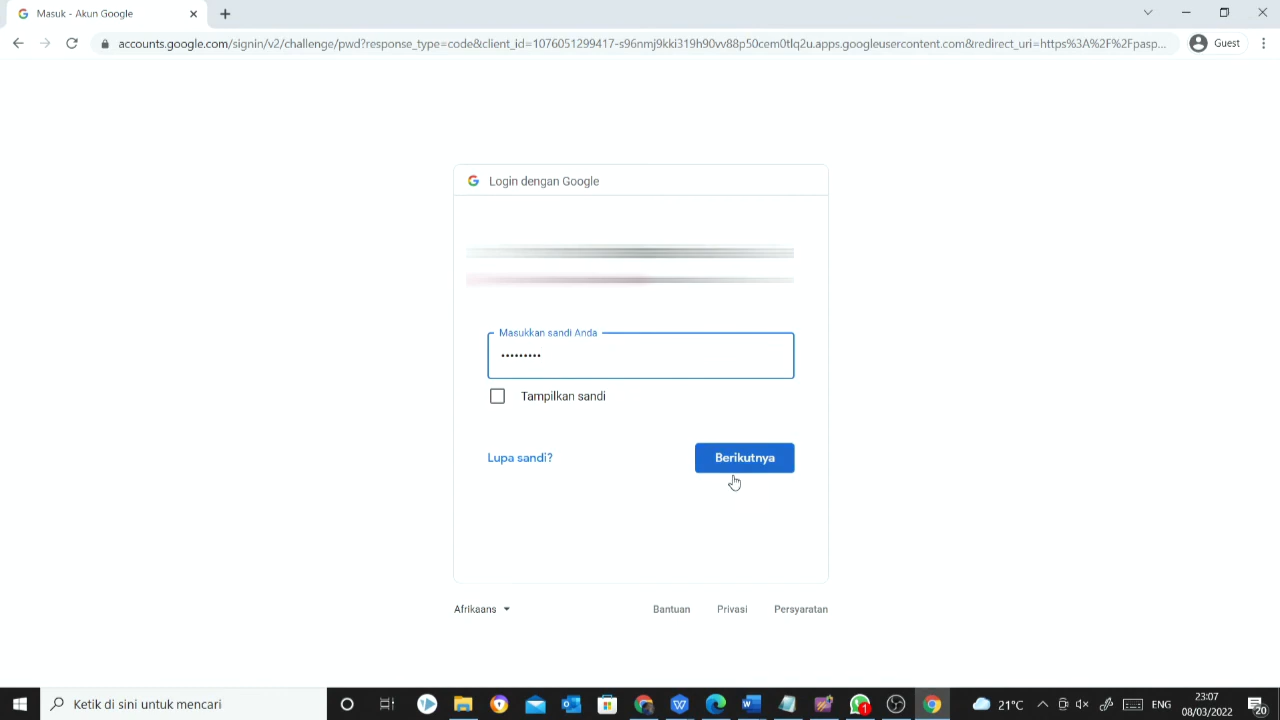 Masuk - Akun Google
accounts.google.com/signin/v2/challenge/pwd?response_type=code&client_id=1076051299417-s96nmj9kki319h90vv88p50cem0tlq2u.apps.googleusercontent.com&redirect_uri=https%3A%2F%2Fpasp...
Guest
Login dengan Google
Masukkan sandi Anda
•••••••••
Tampilkan sandi
Lupa sandi?
Berikutnya
Afrikaans
Bantuan
Privasi
Persyaratan
Ketik di sini untuk mencari
1
21°C
ENG
23:07
08/03/2022
20